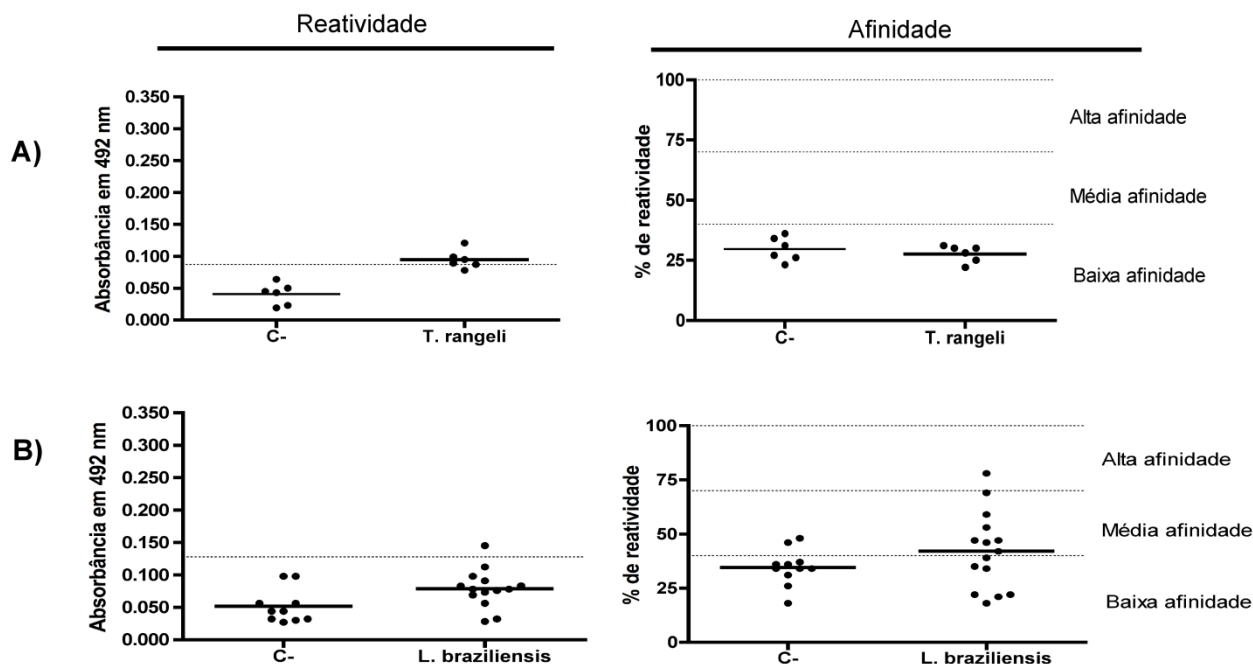 Reatividade
Afinidade
A)
Absorbância em 492 nm
0.350
0.300
0.250
0.200
0.150
0.100
0.050
0.000
C-
T. rangeli
% de reatividade
100
75
50
25
0
C-
T. rangeli
Alta afinidade
Média afinidade
Baixa afinidade
B)
Absorbância em 492 nm
0.350
0.300
0.250
0.200
0.150
0.100
0.050
0.000
C-
L. braziliensis
% de reatividade
100
75
50
25
0
C-
L. braziliensis
Alta afinidade
Média afinidade
Baixa afinidade